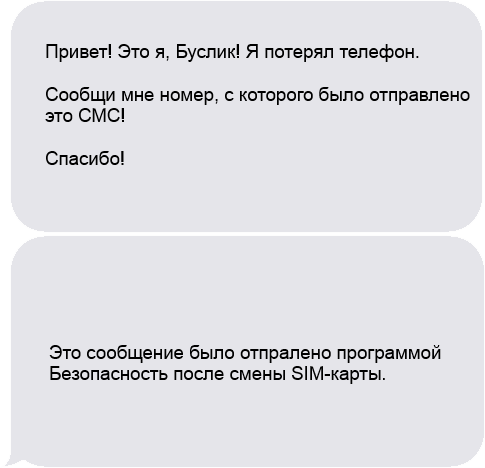 Привет! Это я, Буслик! Я потерял телефон.
Сообщи мне номер, с которого было отправлено
это СМС!
Спасибо!
Это сообщение было отпралено программой
Безопасность после смены SIM-карты.